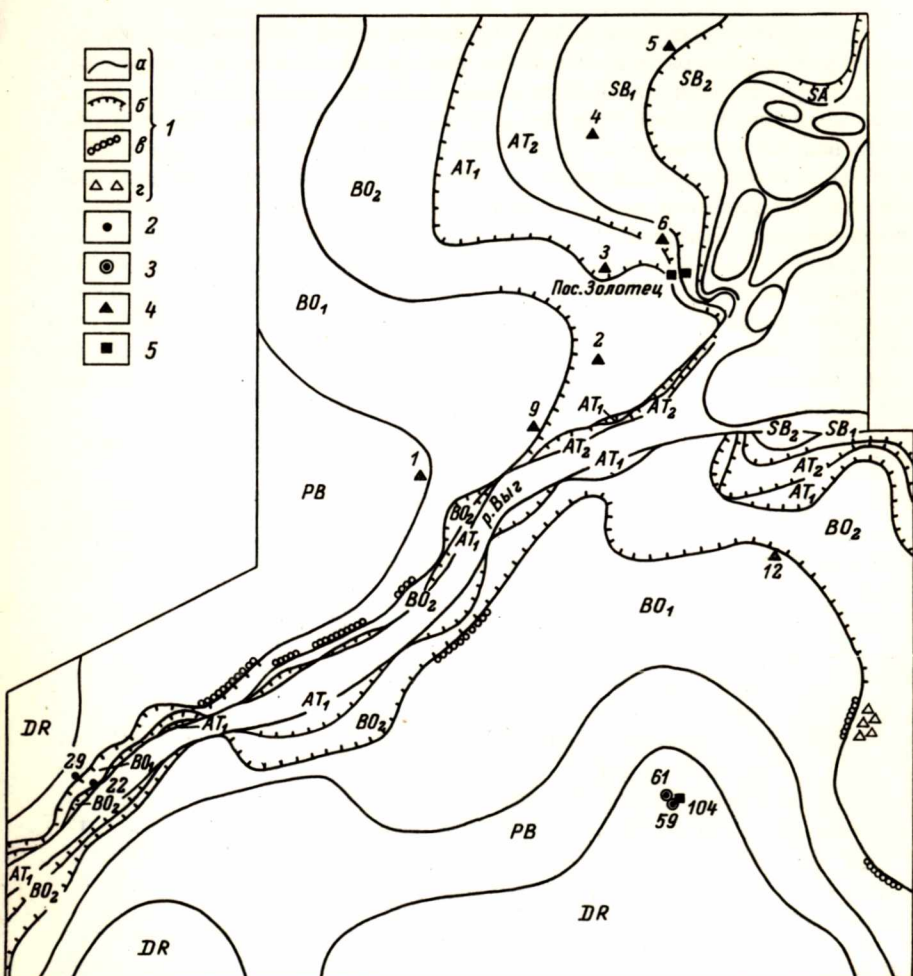 а
б
в
г
1
2
3
4
5
5
SB₂
SA
SB₁
4
AT₂
AT₁
BO₂
6
3
Пос. Золотец
BO₁
2
AT₁
AT₂
9
SB₂
SB₁
AT₂
AT₁
1
AT₂
AT₁
PB
BO₂
р. Выг
BO₂
AT₁
12
BO₂
BO₁
AT₁
DR
AT₁
BO₂
29
BO₁
22
BO₂
61
104
59
PB
AT₁
BO₂
DR
DR